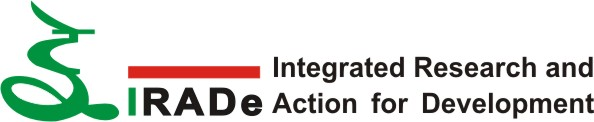 IRADe
Integrated Research and
Action for Development